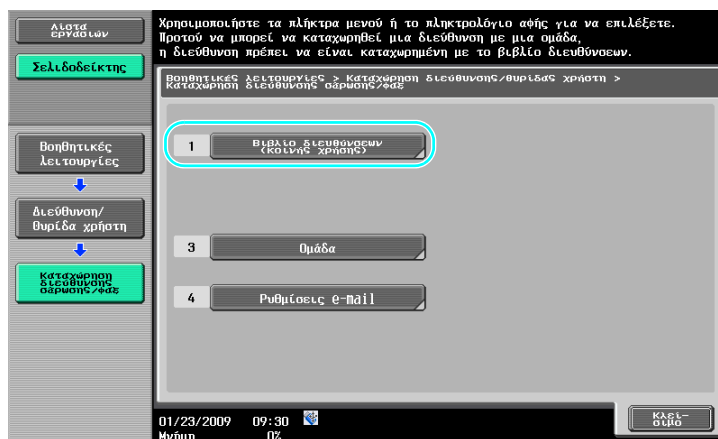 Λίστα
εργασιών
Χρησιμοποιήστε τα πλήκτρα μενού ή το πληκτρολόγιο αφής για να επιλέξετε.
Προτού να μπορεί να καταχωρηθεί μια διεύθυνση με μια ομάδα,
η διεύθυνση πρέπει να είναι καταχωρημένη με το βιβλίο διευθύνσεων.
Σελιδοδείκτης
Βοηθητικές λειτουργίες > Καταχώρηση διεύθυνσης/θυρίδας χρήστη >
Καταχώρηση διεύθυνσης σάρωσης/φαξ
1
Βιβλίο διευθύνσεων
(κοινής χρήσης)
Βοηθητικές
λειτουργίες
Διεύθυνση/
θυρίδα χρήστη
3
Ομάδα
Καταχώρηση
διεύθυνσης
σάρωσης/φαξ
4
Ρυθμίσεις e-mail
01/23/2009 09:30
Μνήμη 0%
Κλεί-
σιμο